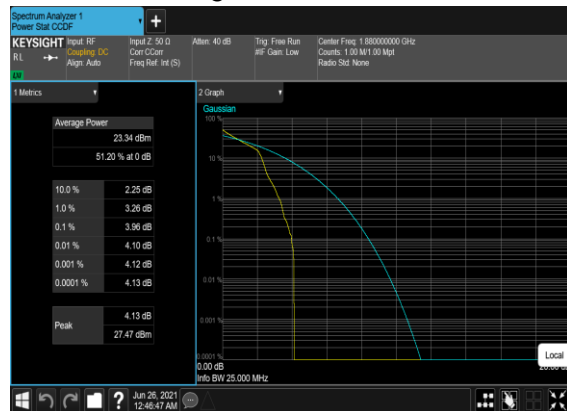 Spectrum Analyzer 1
Power Stat CCDF
+
KEYSIGHT Input: RF
R L Coupling: DC
Align: Auto
Input Z: 50 Ω
Corr CCorr
Freq Ref: Int (S)
Atten: 40 dB
Trig: Free Run
#IF Gain: Low
Center Freq: 1.880000000 GHz
Counts: 1.00 M/1.00 Mpt
Radio Std: None
1 Metrics
Average Power
23.34 dBm
51.20 % at 0 dB
10.0 % 2.25 dB
1.0 % 3.26 dB
0.1 % 3.96 dB
0.01 % 4.10 dB
0.001 % 4.12 dB
0.0001 % 4.13 dB
Peak 4.13 dB
27.47 dBm
2 Graph
Gaussian
100 %
10 %
1 %
0.1 %
0.01 %
0.001 %
0.0001 %
0.00 dB
Info BW 25.000 MHz
Local
?
Jun 26, 2021
12:46:47 AM